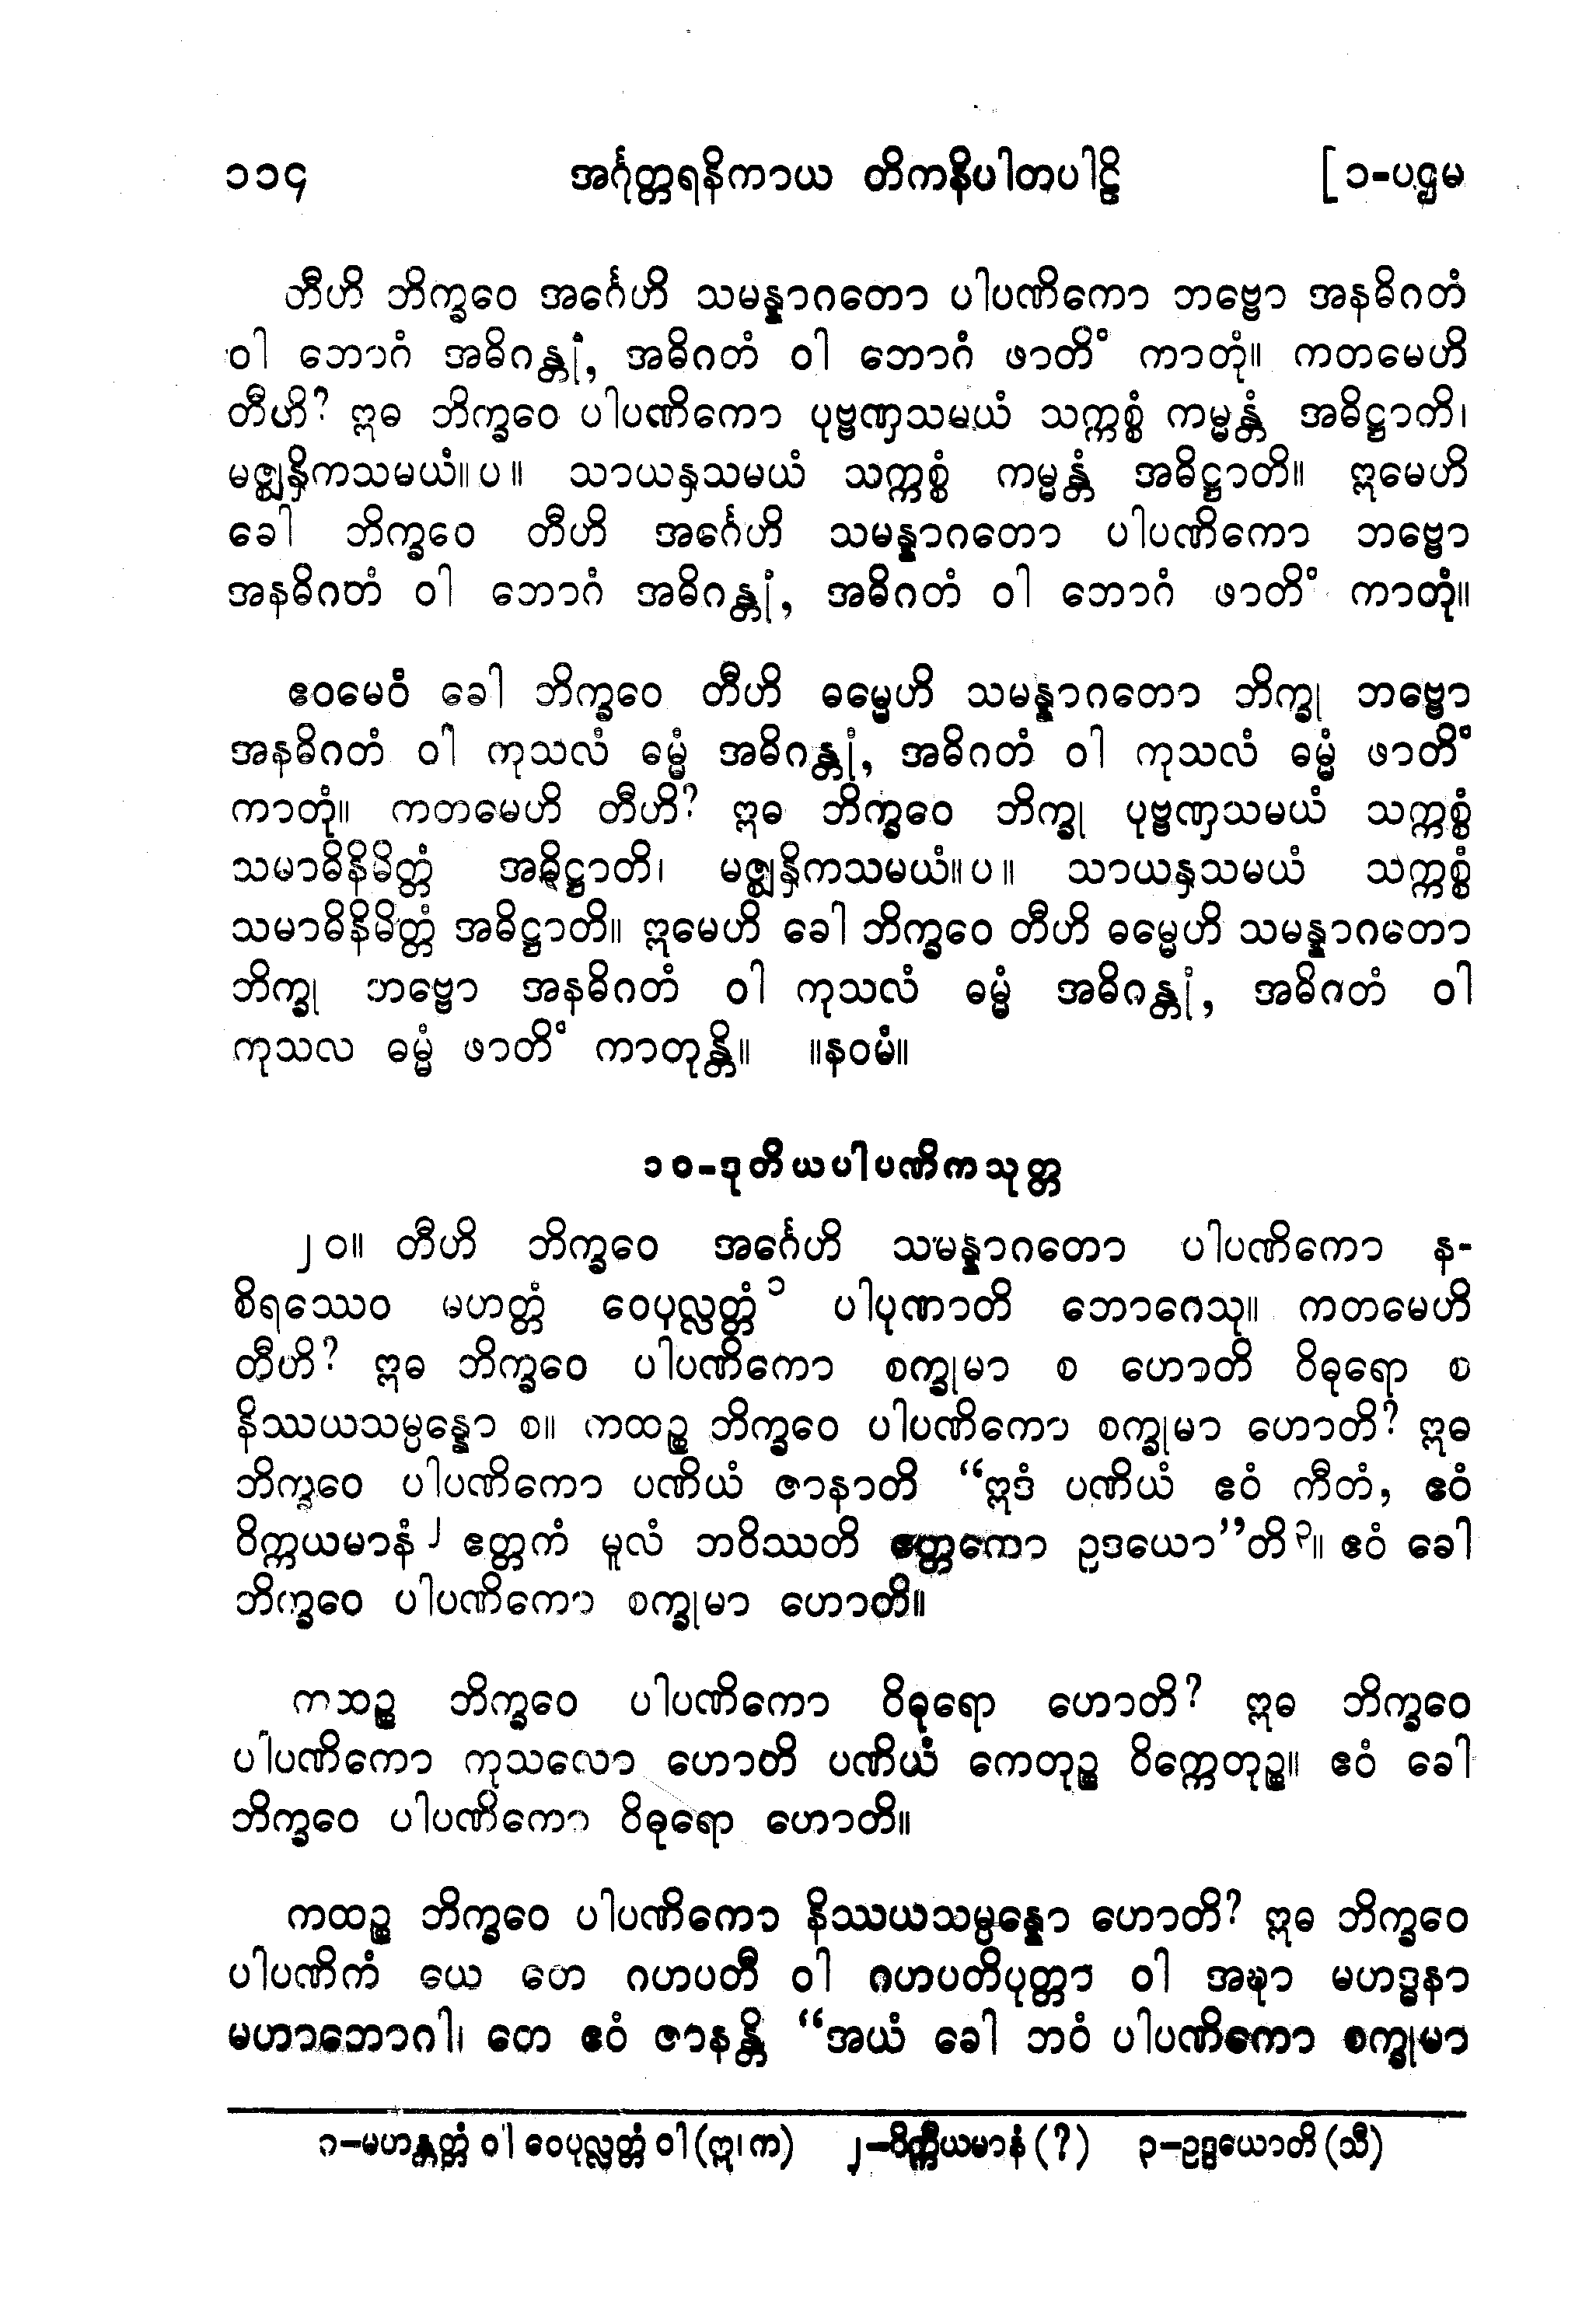 ၁၁၄ အင်္ဂုတ္တရနိကာယ တိကနိပါတပါဠိ [၁-ပဌမ
တီဟိ ဘိက္ခဝေ အင်္ဂေဟိ သမန္နာဂတော ပါပဏိကော ဘဗ္ဗော အနဓိဂတံ
ဝါ ဘောဂံ အဓိဂန္တုံ, အဓိဂတံ ဝါ ဘောဂံ ဖာတိံ ကာတုံ။ ကတမေဟိ
တီဟိ? ဣဓ ဘိက္ခဝေ ပါပဏိကော ပုဗ္ဗဏှသမယံ သက္ကစ္စံ ကမ္မန္တံ အဓိဋ္ဌာတိ၊
မဇ္ဈနှိကသမယံ။ပ။ သာယနှသမယံ သက္ကစ္စံ ကမ္မန္တံ အဓိဋ္ဌာတိ။ ဣမေဟိ
ခေါ ဘိက္ခဝေ တီဟိ အင်္ဂေဟိ သမန္နာဂတော ပါပဏိကော ဘဗ္ဗော
အနဓိဂတံ ဝါ ဘောဂံ အဓိဂန္တုံ, အဓိဂတံ ဝါ ဘောဂံ ဖာတိံ ကာတုံ။
ဧဝမေဝံ ခေါ ဘိက္ခဝေ တီဟိ ဓမ္မေဟိ သမန္နာဂတော ဘိက္ခု ဘဗ္ဗော
အနဓိဂတံ ဝါ ကုသလံ ဓမ္မံ အဓိဂန္တုံ, အဓိဂတံ ဝါ ကုသလံ ဓမ္မံ ဖာတိံ
ကာတုံ။ ကတမေဟိ တီဟိ? ဣဓ ဘိက္ခဝေ ဘိက္ခု ပုဗ္ဗဏှသမယံ သက္ကစ္စံ
သမာဓိနိမိတ္တံ အဓိဋ္ဌာတိ၊ မဇ္ဈနှိကသမယံ။ပ။ သာယနှသမယံ သက္ကစ္စံ
သမာဓိနိမိတ္တံ အဓိဋ္ဌာတိ။ ဣမေဟိ ခေါ ဘိက္ခဝေ တီဟိ ဓမ္မေဟိ သမန္နာဂတော
ဘိက္ခု ဘဗ္ဗော အနဓိဂတံ ဝါ ကုသလံ ဓမ္မံ အဓိဂန္တုံ, အဓိဂတံ ဝါ
ကုသလ ဓမ္မံ ဖာတိံ ကာတုန္တိ။ ။နဝမံ။
၁၀-ဒုတိယပါပဏိကသုတ္တ
၂၀။ တီဟိ ဘိက္ခဝေ အင်္ဂေဟိ သမန္နာဂတော ပါပဏိကော န-
စိရဿေဝ မဟတ္တံ ဝေပုလ္လတ္တံ၁ ပါပုဏာတိ ဘောဂေသု။ ကတမေဟိ
တီဟိ? ဣဓ ဘိက္ခဝေ ပါပဏိကော စက္ခုမာ စ ဟောတိ ဝိဓုရော စ
နိဿယသမ္ပန္နော စ။ ကထဉ္စ ဘိက္ခဝေ ပါပဏိကော စက္ခုမာ ဟောတိ? ဣဓ
ဘိက္ခဝေ ပါပဏိကော ပဏိယံ ဇာနာတိ “ဣဒံ ပဏိယံ ဧဝံ ကီတံ, ဧဝံ
ဝိက္ကယမာနံ၂ ဧတ္တကံ မူလံ ဘဝိဿတိ ဧတ္တကော ဥဒယော”တိ၃။ ဧဝံ ခေါ
ဘိက္ခဝေ ပါပဏိကော စက္ခုမာ ဟောတိ။
ကထဉ္စ ဘိက္ခဝေ ပါပဏိကော ဝိဓုရော ဟောတိ? ဣဓ ဘိက္ခဝေ
ပါပဏိကော ကုသလော ဟောတိ ပဏိယံ ကေတုဉ္စ ဝိက္ကေတုဉ္စ။ ဧဝံ ခေါ
ဘိက္ခဝေ ပါပဏိကော ဝိဓုရော ဟောတိ။
ကထဉ္စ ဘိက္ခဝေ ပါပဏိကော နိဿယသမ္ပန္နော ဟောတိ? ဣဓ ဘိက္ခဝေ
ပါပဏိကံ ယေ တေ ဂဟပတီ ဝါ ဂဟပတိပုတ္တာ ဝါ အဍ္ဎာ မဟဒ္ဓနာ
မဟာဘောဂါ၊ တေ ဧဝံ ဇာနန္တိ “အယံ ခေါ ဘဝံ ပါပဏိကော စက္ခုမာ
၁-မဟန္တတ္တံ ဝါ ဝေပုလ္လတ္တံ ဝါ (ဣ၊ က) ၂-ဝိက္ကီယမာနံ (?) ၃-ဥဒ္ဒယောတိ (သီ)